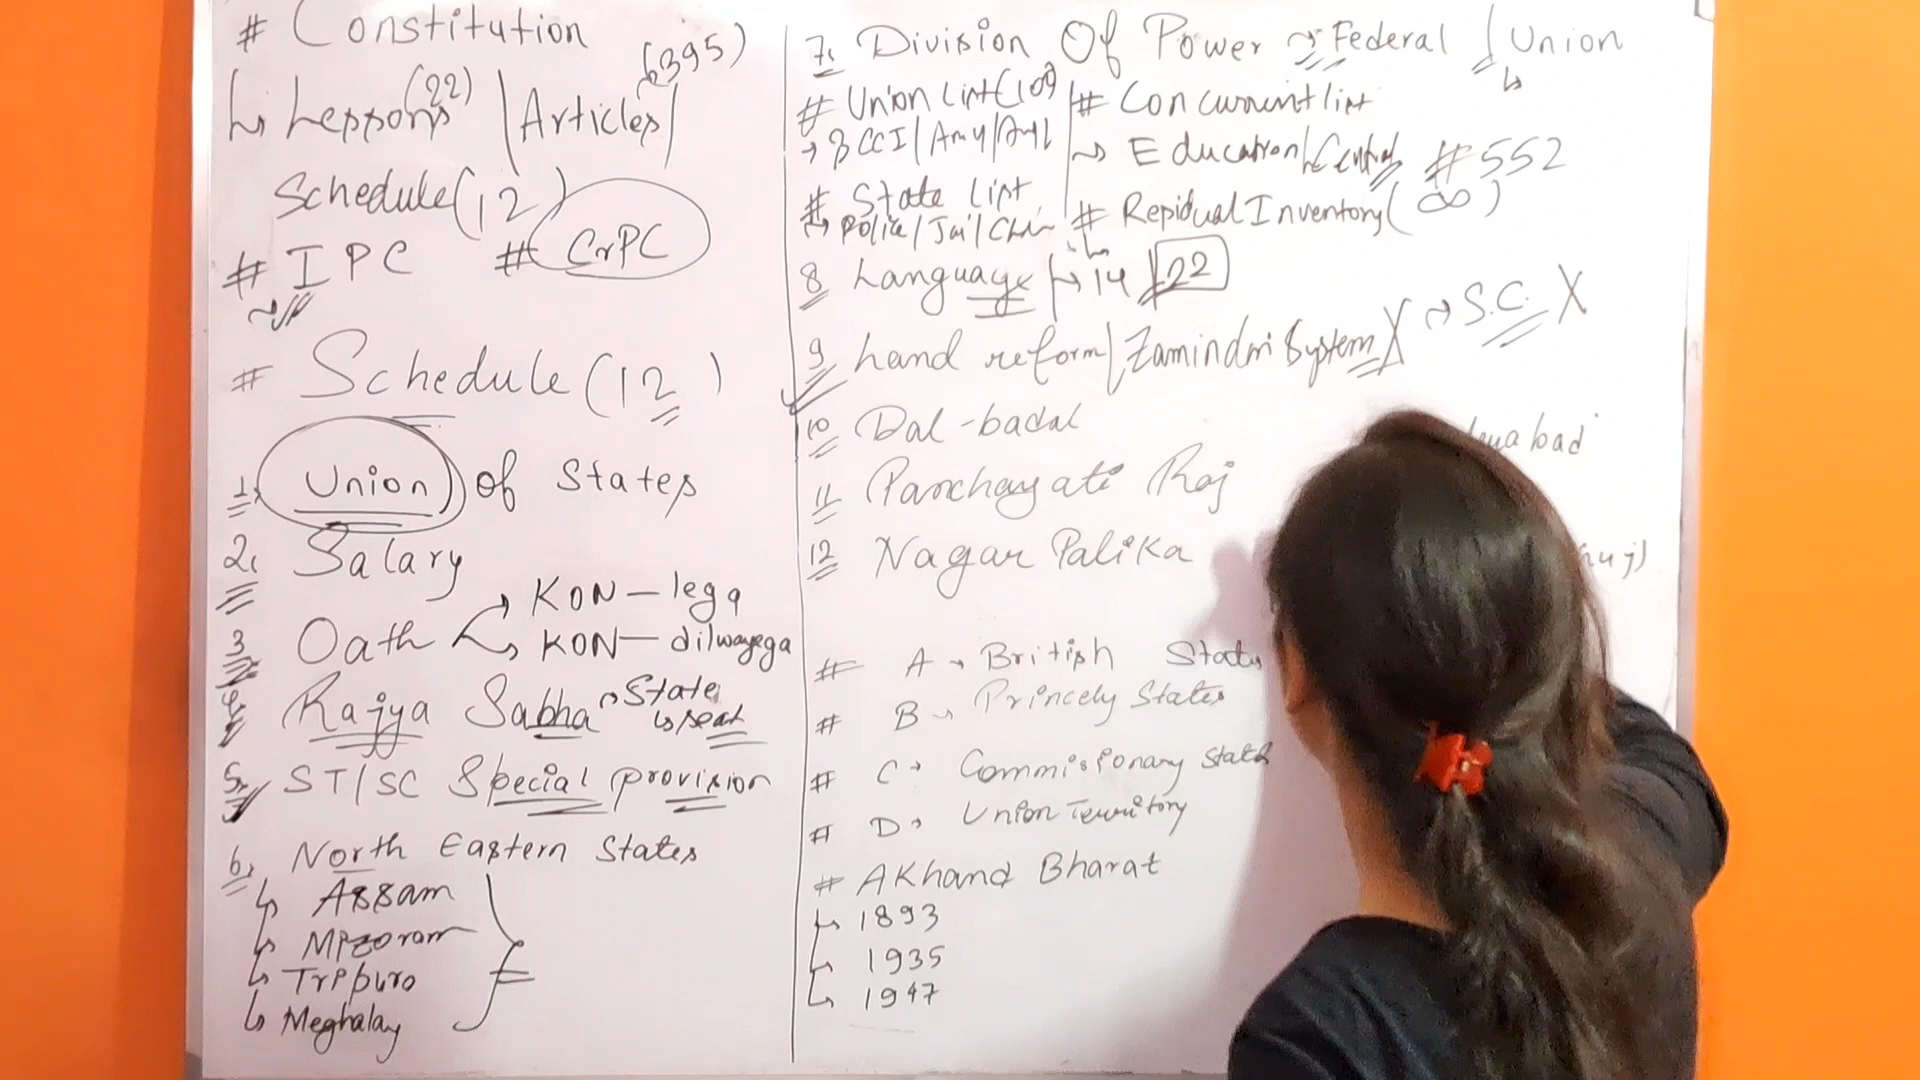 # Constitution
↳ Lessons (22) | Articles (395) |
Schedule (12)
# IPC # CrPC
# Schedule (12)
1. Union of States
2. Salary
3 Oath → KON - lega
↳ KON - dilwayega
4 Rajya Sabha → State
↳ seat
5. ST/SC Special provision
6. North Eastern States
↳ Assam
↳ Mizoram
↳ Tripura
↳ Meghalay
7. Division Of Power → Federal / Union
# Union list
# Concurrent list
→ Education #552
# State list
→ Police / Jail
# Residual Inventory (∞)
8 Language ↳ 14 / 22
9 Land reform / Zamindari System X → S.C. X
10 Dal-badal
11 Panchayati Raj
12 Nagar Palika
# A → British States
# B → Princely States
# C → Commissionary State
# D → Union Territory
# AKhand Bharat
↳ 1893
↳ 1935
↳ 1947